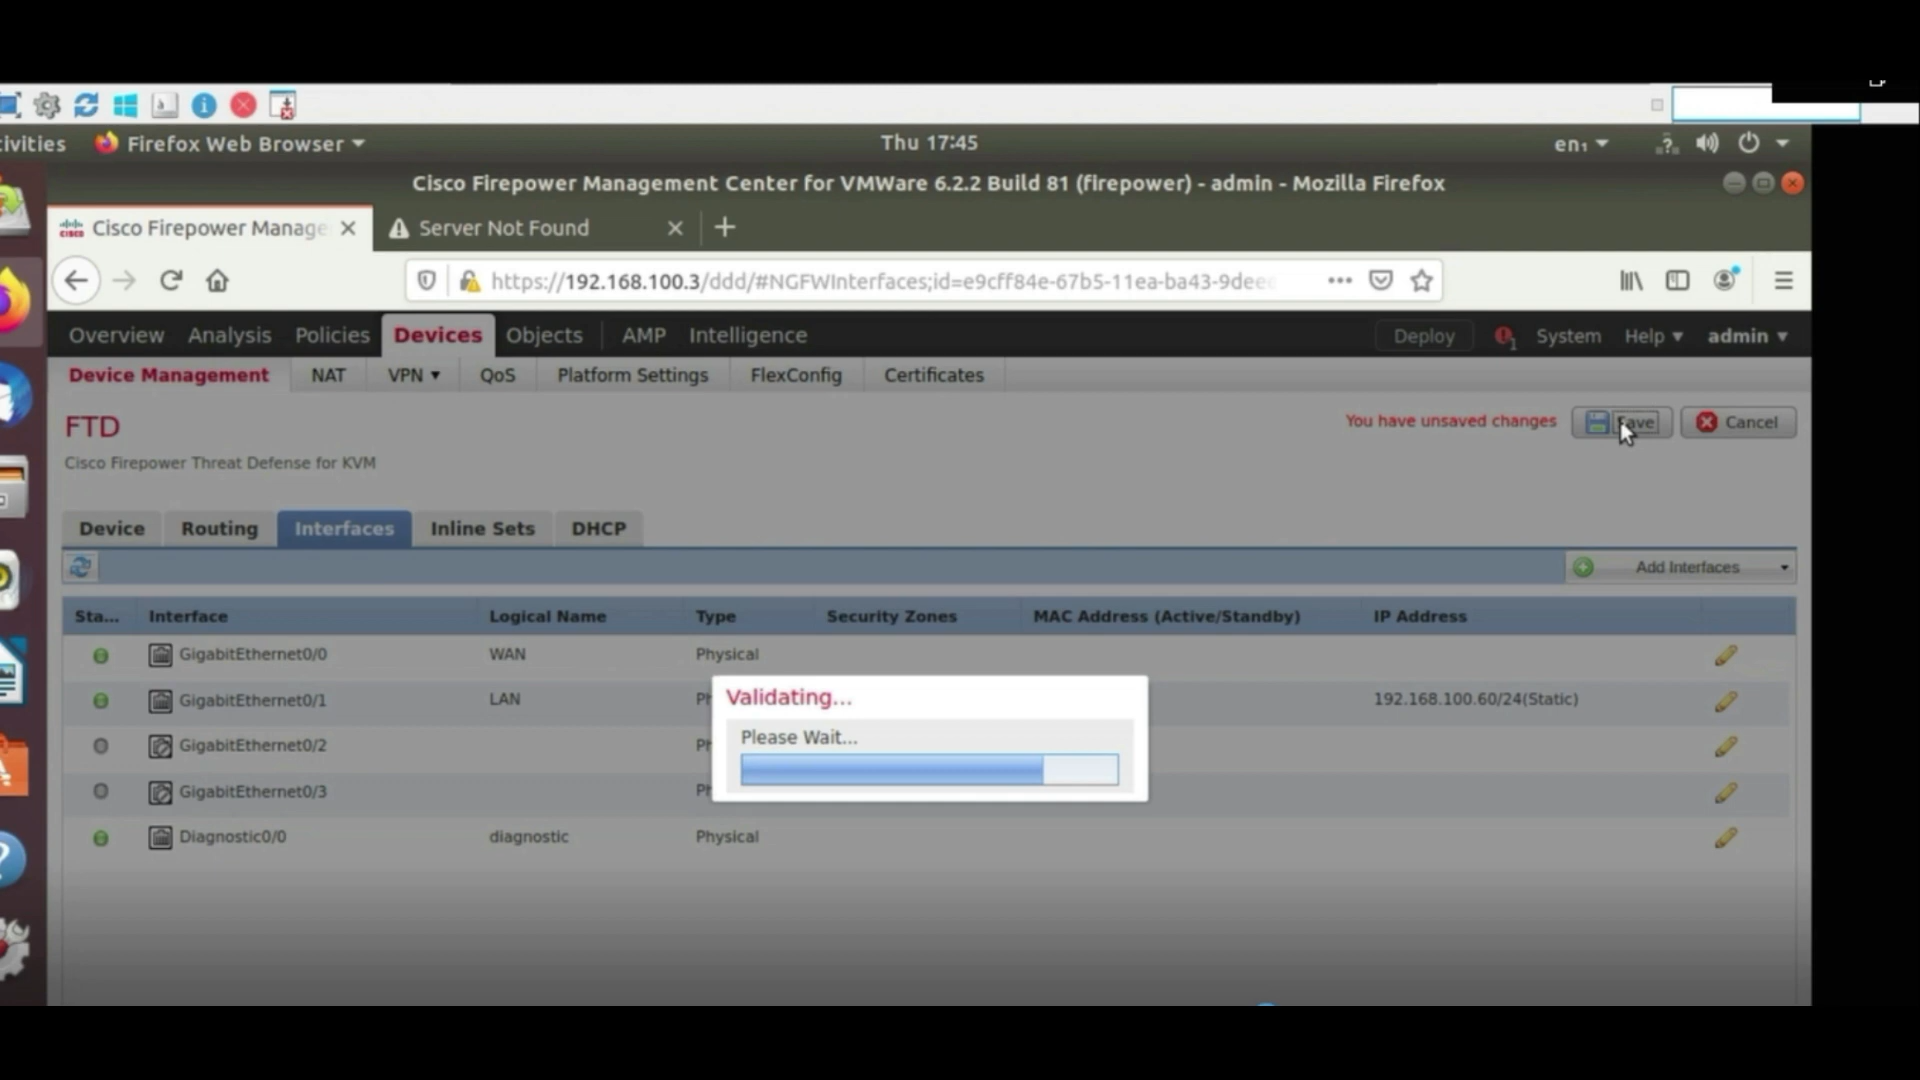 ivities Firefox Web Browser Thu 17:45 en₁
Cisco Firepower Management Center for VMWare 6.2.2 Build 81 (firepower) - admin - Mozilla Firefox
CISCO Cisco Firepower Manage Server Not Found
https://192.168.100.3/ddd/#NGFWInterfaces;id=e9cff84e-67b5-11ea-ba43-9dee
Overview Analysis Policies Devices Objects AMP Intelligence Deploy 1 System Help admin
Device Management NAT VPN QoS Platform Settings FlexConfig Certificates
FTD You have unsaved changes Save Cancel
Cisco Firepower Threat Defense for KVM
Device Routing Interfaces Inline Sets DHCP
Add Interfaces
Sta... Interface Logical Name Type Security Zones MAC Address (Active/Standby) IP Address
GigabitEthernet0/0 WAN Physical
GigabitEthernet0/1 LAN Ph 192.168.100.60/24(Static)
GigabitEthernet0/2 Ph
GigabitEthernet0/3 Ph
Diagnostic0/0 diagnostic Physical
Validating...
Please Wait...